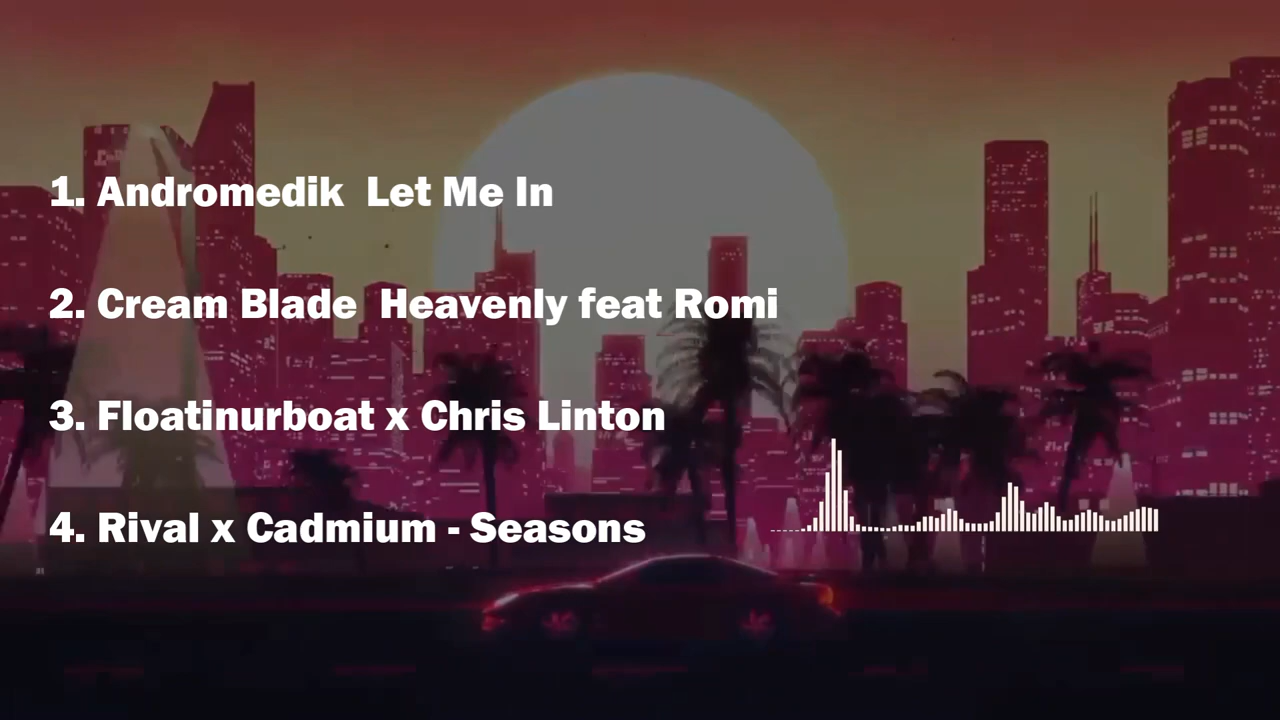 1. Andromedik  Let Me In
2. Cream Blade  Heavenly feat Romi
3. Floatinurboat x Chris Linton
4. Rival x Cadmium - Seasons